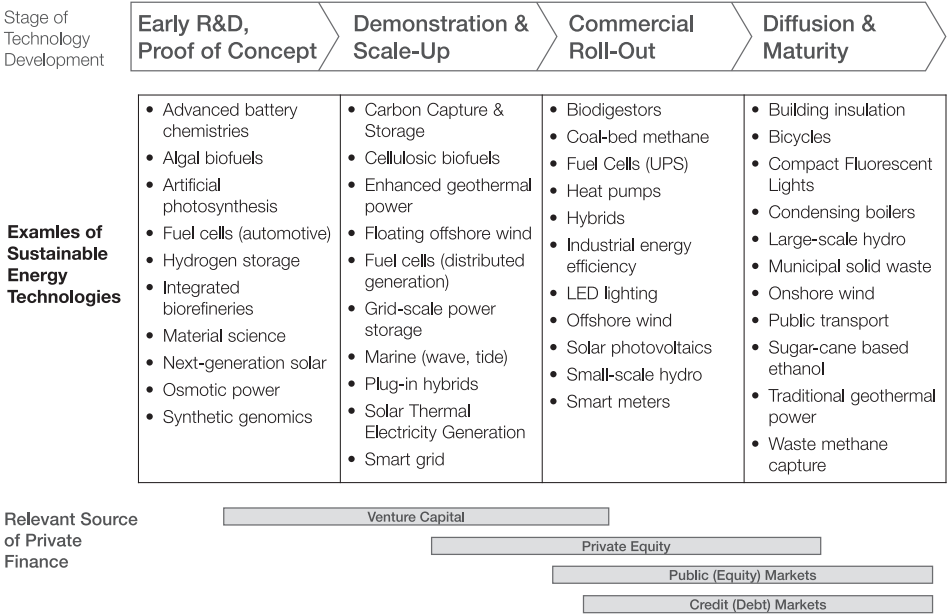 Stage of
Technology
Development
Early R&D,
Proof of Concept
Demonstration &
Scale-Up
Commercial
Roll-Out
Diffusion &
Maturity
Examles of
Sustainable
Energy
Technologies
• Advanced battery
chemistries
• Algal biofuels
• Artificial
photosynthesis
• Fuel cells (automotive)
• Hydrogen storage
• Integrated
biorefineries
• Material science
• Next-generation solar
• Osmotic power
• Synthetic genomics
• Carbon Capture &
Storage
• Cellulosic biofuels
• Enhanced geothermal
power
• Floating offshore wind
• Fuel cells (distributed
generation)
• Grid-scale power
storage
• Marine (wave, tide)
• Plug-in hybrids
• Solar Thermal
Electricity Generation
• Smart grid
• Biodigestors
• Coal-bed methane
• Fuel Cells (UPS)
• Heat pumps
• Hybrids
• Industrial energy
efficiency
• LED lighting
• Offshore wind
• Solar photovoltaics
• Small-scale hydro
• Smart meters
• Building insulation
• Bicycles
• Compact Fluorescent
Lights
• Condensing boilers
• Large-scale hydro
• Municipal solid waste
• Onshore wind
• Public transport
• Sugar-cane based
ethanol
• Traditional geothermal
power
• Waste methane
capture
Relevant Source
of Private
Finance
Venture Capital
Private Equity
Public (Equity) Markets
Credit (Debt) Markets